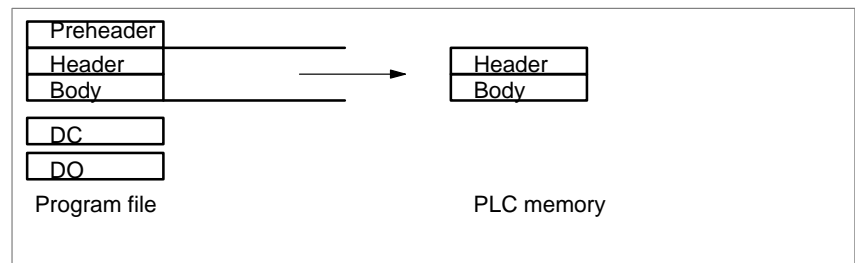 Preheader
Header
Body
DC
DO
Program file
Header
Body
PLC memory